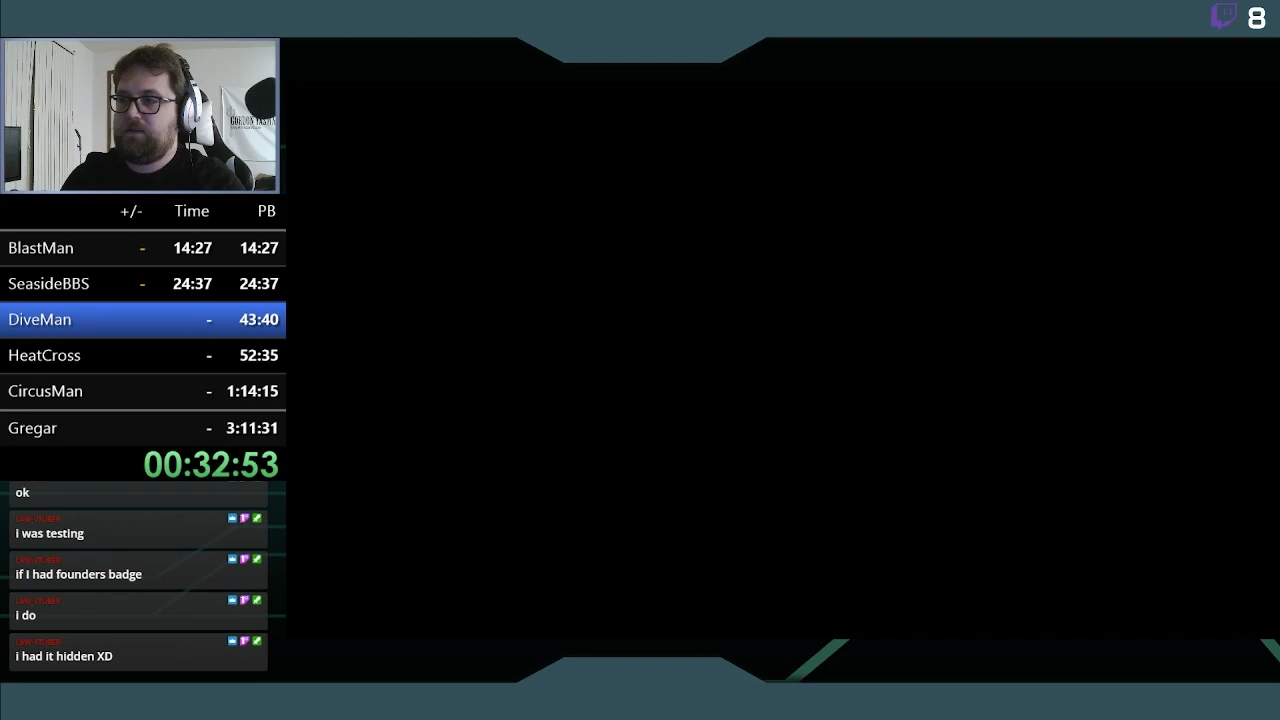 8
GORDON
+/- Time PB
BlastMan - 14:27 14:27
SeasideBBS - 24:37 24:37
DiveMan - 43:40
HeatCross - 52:35
CircusMan - 1:14:15
Gregar - 3:11:31
00:32:53
ok
i was testing
if I had founders badge
i do
i had it hidden XD